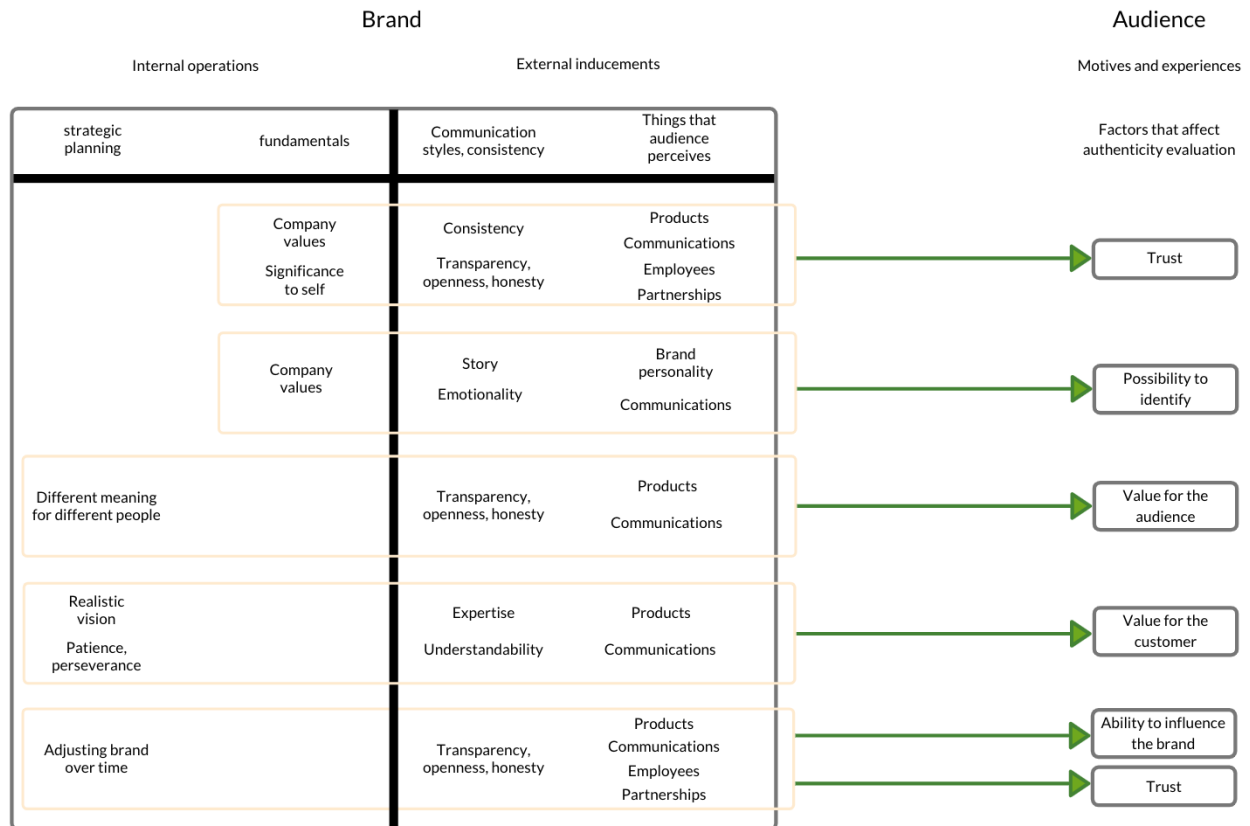 Brand
Audience
Internal operations
External inducements
Motives and experiences
strategic
planning
fundamentals
Communication
styles, consistency
Things that
audience
perceives
Factors that affect
authenticity evaluation
Company
values
Significance
to self
Consistency
Transparency,
openness, honesty
Products
Communications
Employees
Partnerships
Trust
Company
values
Story
Emotionality
Brand
personality
Communications
Possibility to
identify
Different meaning
for different people
Transparency,
openness, honesty
Products
Communications
Value for the
audience
Realistic
vision
Patience,
perseverance
Expertise
Understandability
Products
Communications
Value for the
customer
Adjusting brand
over time
Transparency,
openness, honesty
Products
Communications
Employees
Partnerships
Ability to influence
the brand
Trust